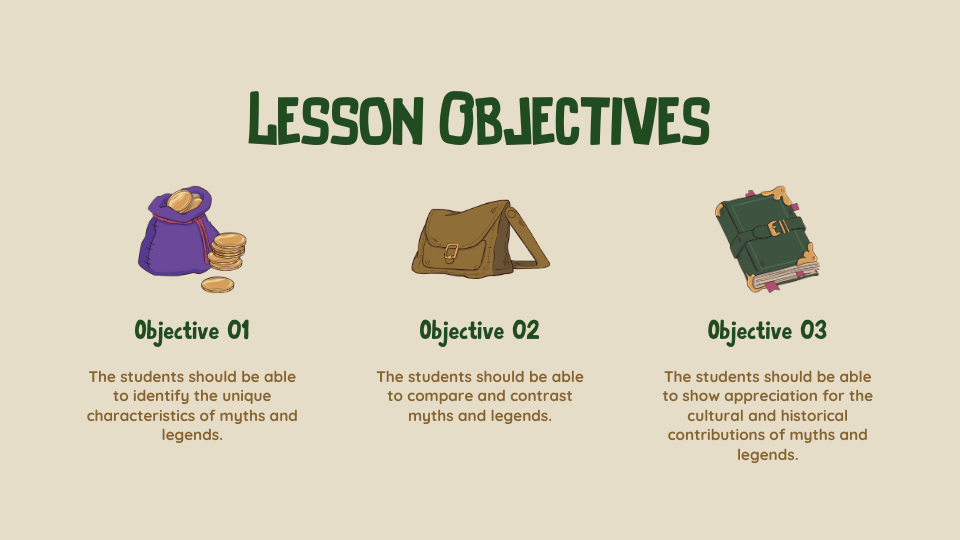 LESSON OBJECTIVES
Objective 01
The students should be able
to identify the unique
characteristics of myths and
legends.
Objective 02
The students should be able
to compare and contrast
myths and legends.
Objective 03
The students should be able
to show appreciation for the
cultural and historical
contributions of myths and
legends.